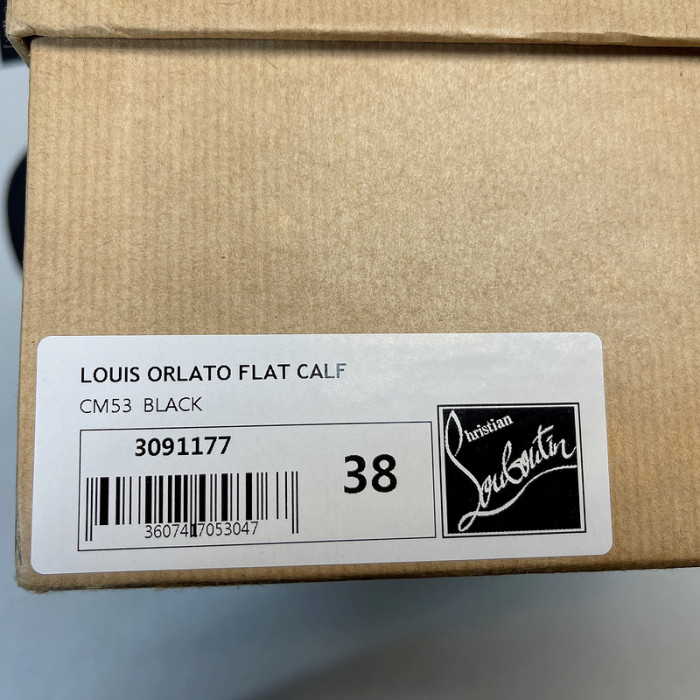 LOUIS ORLATO FLAT CALF
CM53 BLACK
3091177
38
3607417053047
Christian
Louboutin